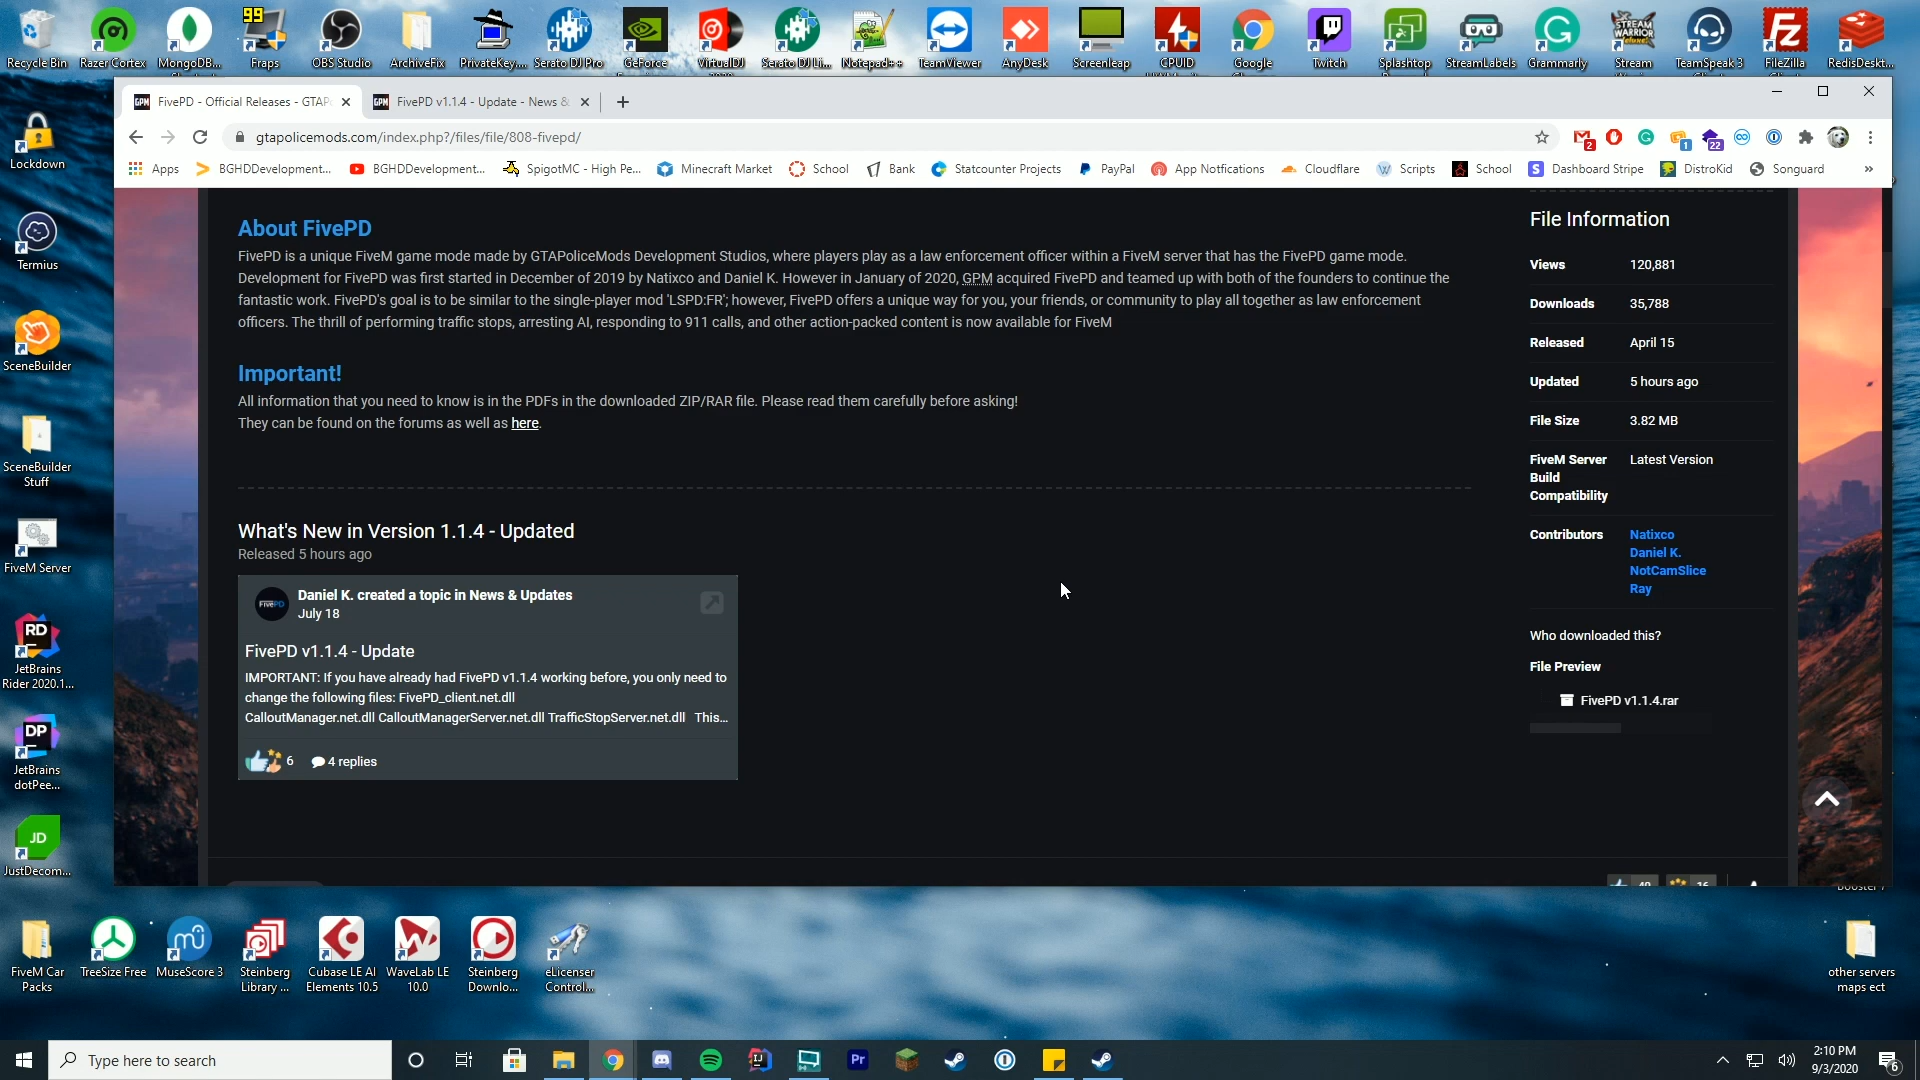 Recycle Bin
Razer Cortex
MongoDB...
99
Fraps
OBS Studio
ArchiveFix
PrivateKey....
Serato DJ Pro
GeForce
VirtualDJ
Serato DJ Li...
Notepad++
TeamViewer
AnyDesk
Screenleap
CPUID
Google
Twitch
Splashtop
StreamLabels
Grammarly
STREAM WARRIOR
Stream
TeamSpeak 3
FileZilla
RedisDeskt...
FivePD - Official Releases - GTAPo
FivePD v1.1.4 - Update - News &
gtapolicemods.com/index.php?/files/file/808-fivepd/
2
1
22
Apps
BGHDDevelopment...
BGHDDevelopment...
SpigotMC - High Pe...
Minecraft Market
School
Bank
Statcounter Projects
PayPal
App Notfications
Cloudflare
Scripts
School
Dashboard Stripe
DistroKid
Songuard
»
Lockdown
Termius
SceneBuilder
SceneBuilder
Stuff
FiveM Server
RD
JetBrains
Rider 2020.1...
DP
JetBrains
dotPee...
JD
JustDecom...
About FivePD
FivePD is a unique FiveM game mode made by GTAPoliceMods Development Studios, where players play as a law enforcement officer within a FiveM server that has the FivePD game mode.
Development for FivePD was first started in December of 2019 by Natixco and Daniel K. However in January of 2020, GPM acquired FivePD and teamed up with both of the founders to continue the
fantastic work. FivePD's goal is to be similar to the single-player mod 'LSPD:FR'; however, FivePD offers a unique way for you, your friends, or community to play all together as law enforcement
officers. The thrill of performing traffic stops, arresting AI, responding to 911 calls, and other action-packed content is now available for FiveM
Important!
All information that you need to know is in the PDFs in the downloaded ZIP/RAR file. Please read them carefully before asking!
They can be found on the forums as well as here.
What's New in Version 1.1.4 - Updated
Released 5 hours ago
FivePD
Daniel K. created a topic in News & Updates
July 18
FivePD v1.1.4 - Update
IMPORTANT: If you have already had FivePD v1.1.4 working before, you only need to
change the following files: FivePD_client.net.dll
CalloutManager.net.dll CalloutManagerServer.net.dll TrafficStopServer.net.dll This...
6
4 replies
File Information
Views 120,881
Downloads 35,788
Released April 15
Updated 5 hours ago
File Size 3.82 MB
FiveM Server Latest Version
Build
Compatibility
Contributors Natixco
Daniel K.
NotCamSlice
Ray
Who downloaded this?
File Preview
FivePD v1.1.4.rar
FiveM Car
Packs
TreeSize Free
MuseScore 3
Steinberg
Library ...
Cubase LE AI
Elements 10.5
WaveLab LE
10.0
Steinberg
Downlo...
eLicenser
Control...
other servers
maps ect
Type here to search
Pr
2:10 PM
9/3/2020
6